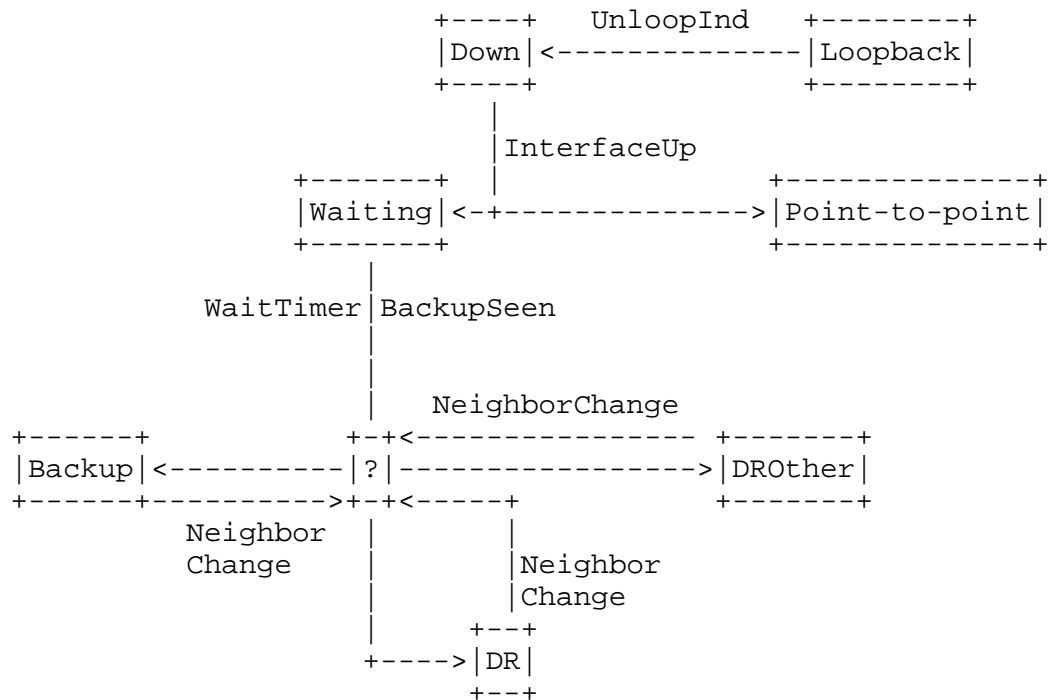 UnloopInd
Down Loopback
InterfaceUp
Waiting Point-to-point
WaitTimer BackupSeen
NeighborChange
Backup ? DROther
Neighbor
Change
Neighbor
Change
DR